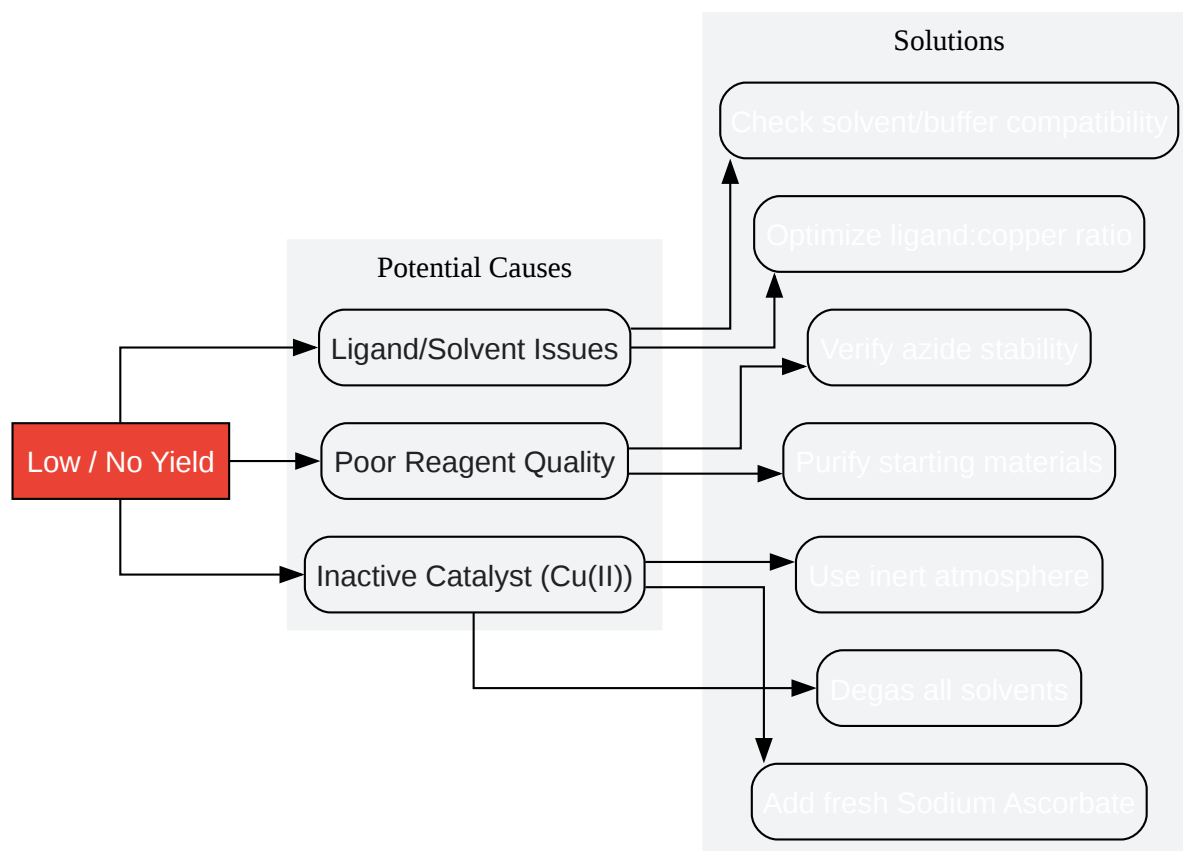 Solutions
Check solvent/buffer compatibility
Optimize ligand:copper ratio
Potential Causes
Ligand/Solvent Issues
Verify azide stability
Low / No Yield
Poor Reagent Quality
Purify starting materials
Inactive Catalyst (Cu(II))
Use inert atmosphere
Degas all solvents
Add fresh Sodium Ascorbate